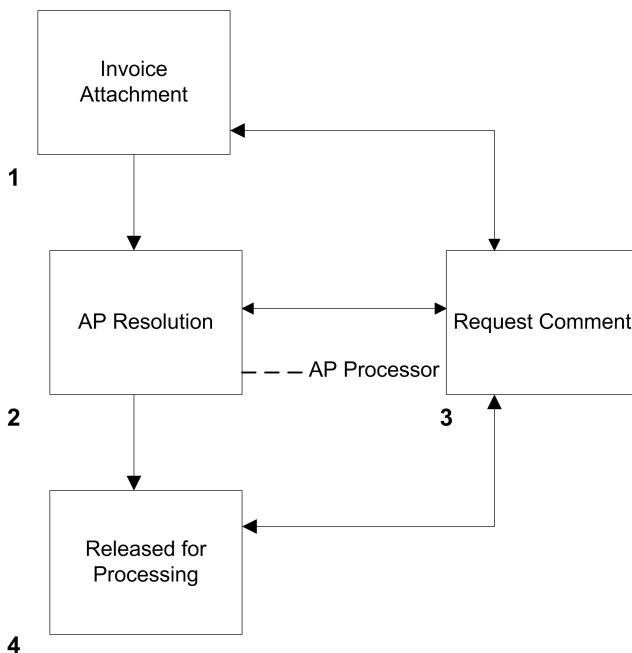 Invoice
Attachment
1
AP Resolution
Request Comment
AP Processor
2
3
Released for
Processing
4